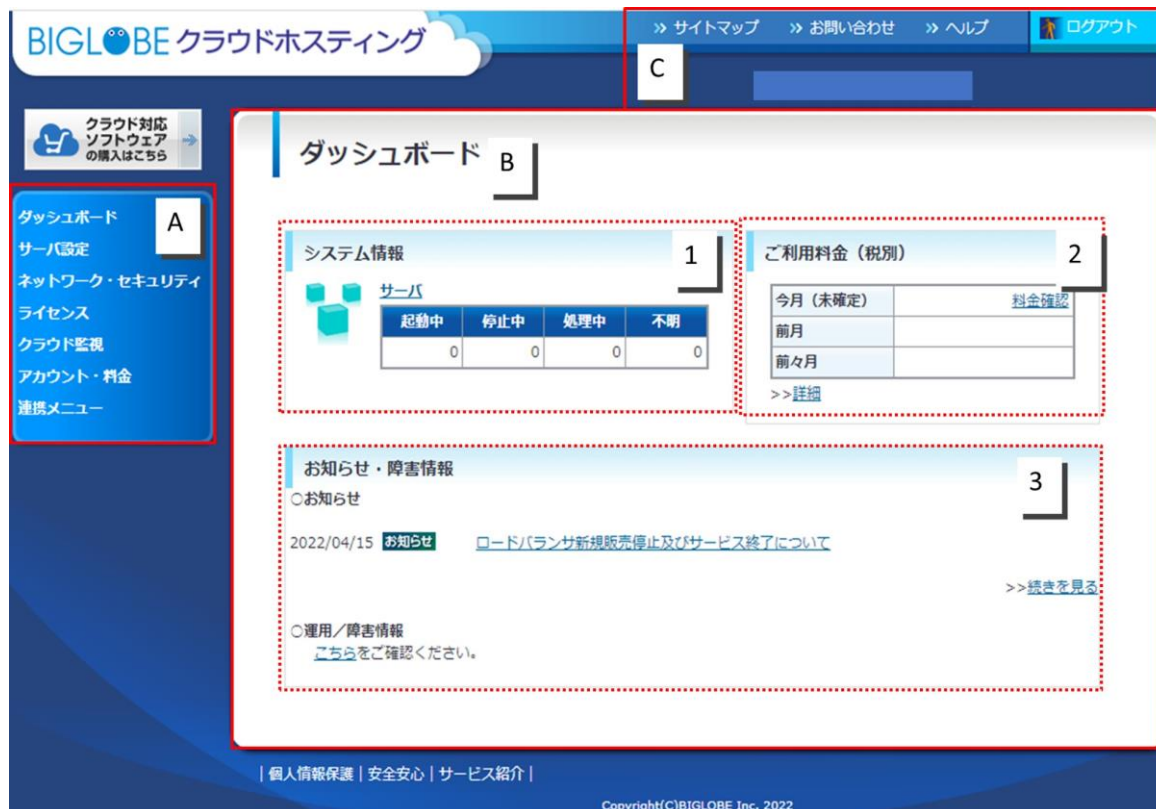 BIGLOBE クラウドホスティング
>> サイトマップ >> お問い合わせ >> ヘルプ ログアウト
C
クラウド対応
ソフトウェア
の購入はこちら
ダッシュボード
B
A
ダッシュボード
サーバ設定
ネットワーク・セキュリティ
ライセンス
クラウド監視
アカウント・料金
連携メニュー
システム情報
1
サーバ
起動中 停止中 処理中 不明
0 0 0 0
ご利用料金（税別）
2
今月（未確定） 料金確認
前月
前々月
>>詳細
お知らせ・障害情報
3
○お知らせ
2022/04/15 お知らせ ロードバランサ新規販売停止及びサービス終了について
>>続きを見る
○運用／障害情報
こちらをご確認ください。
| 個人情報保護 | 安全安心 | サービス紹介 |
Copyright(C)BIGLOBE Inc. 2022